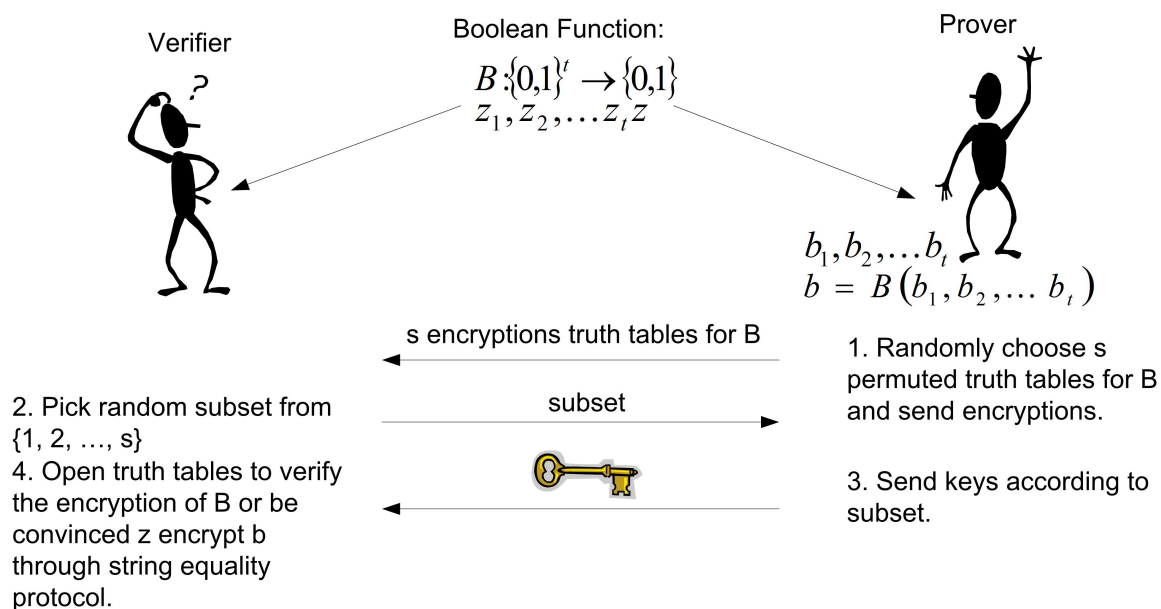 Verifier
?
Boolean Function:
B:{0,1}^t → {0,1}
z_1, z_2, … z_t z
Prover
b_1, b_2, … b_t
b = B(b_1, b_2, … b_t)
s encryptions truth tables for B
1. Randomly choose s
permuted truth tables for B
and send encryptions.
2. Pick random subset from
{1, 2, …, s}
subset
4. Open truth tables to verify
the encryption of B or be
convinced z encrypt b
through string equality
protocol.
3. Send keys according to
subset.